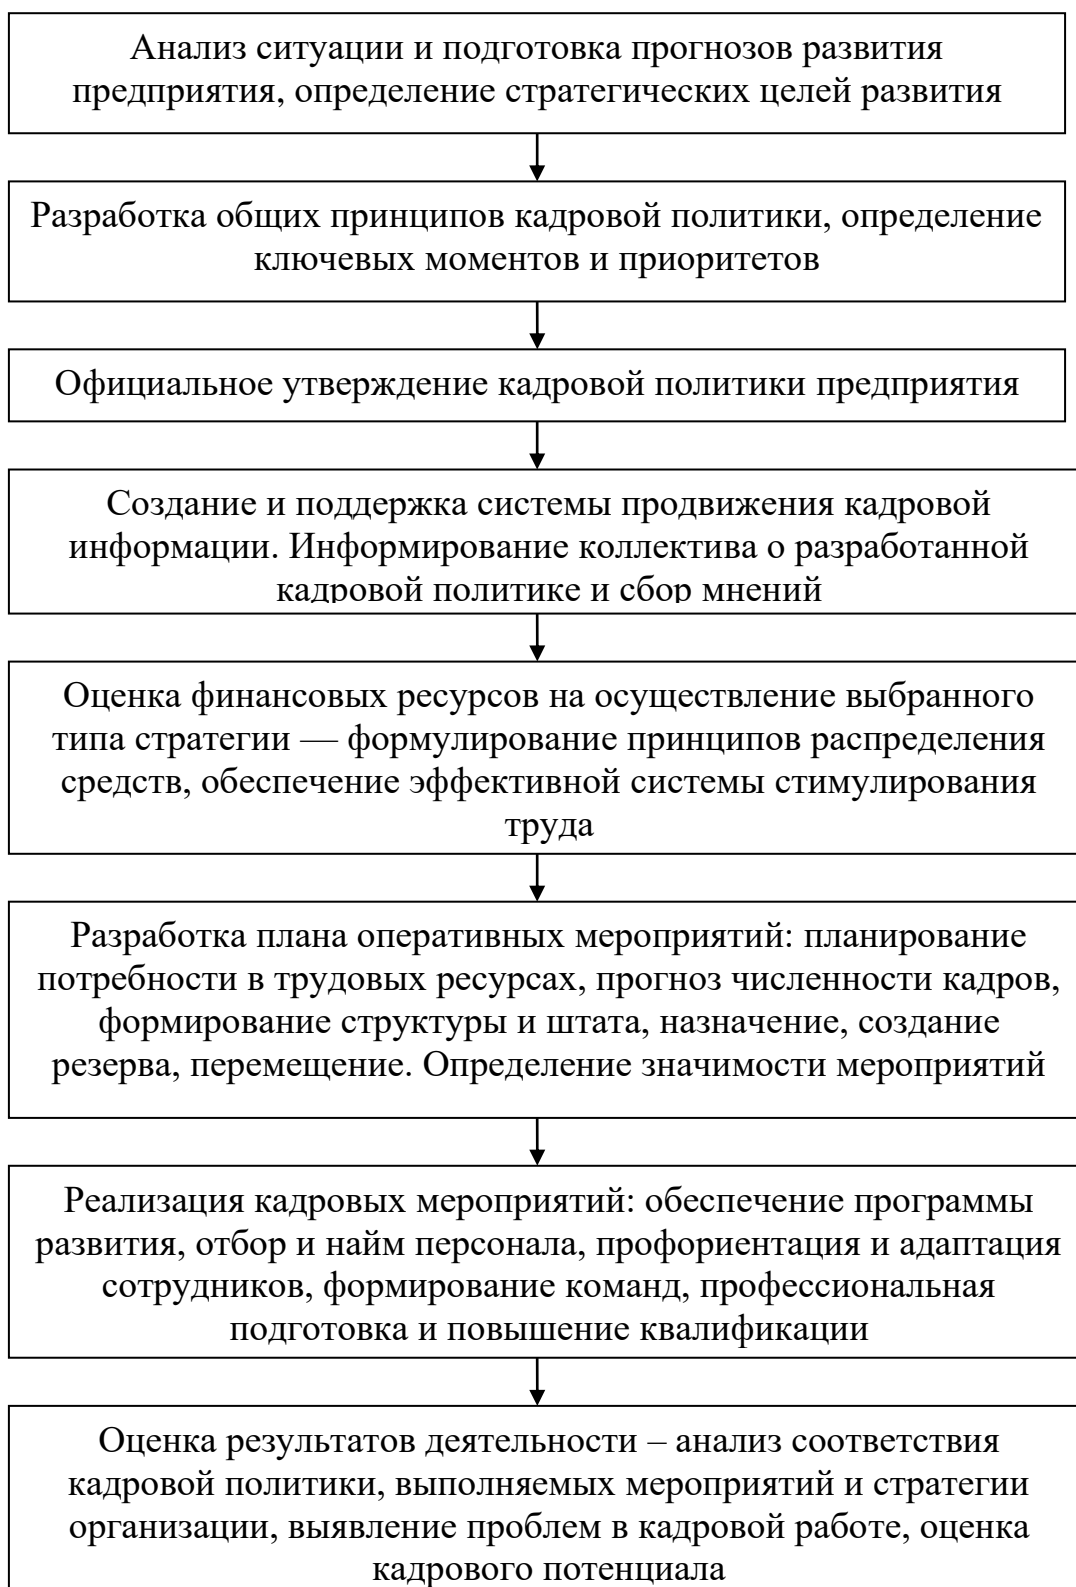 Анализ ситуации и подготовка прогнозов развития
предприятия, определение стратегических целей развития
Разработка общих принципов кадровой политики, определение
ключевых моментов и приоритетов
Официальное утверждение кадровой политики предприятия
Создание и поддержка системы продвижения кадровой
информации. Информирование коллектива о разработанной
кадровой политике и сбор мнений
Оценка финансовых ресурсов на осуществление выбранного
типа стратегии — формулирование принципов распределения
средств, обеспечение эффективной системы стимулирования
труда
Разработка плана оперативных мероприятий: планирование
потребности в трудовых ресурсах, прогноз численности кадров,
формирование структуры и штата, назначение, создание
резерва, перемещение. Определение значимости мероприятий
Реализация кадровых мероприятий: обеспечение программы
развития, отбор и найм персонала, профориентация и адаптация
сотрудников, формирование команд, профессиональная
подготовка и повышение квалификации
Оценка результатов деятельности – анализ соответствия
кадровой политики, выполняемых мероприятий и стратегии
организации, выявление проблем в кадровой работе, оценка
кадрового потенциала